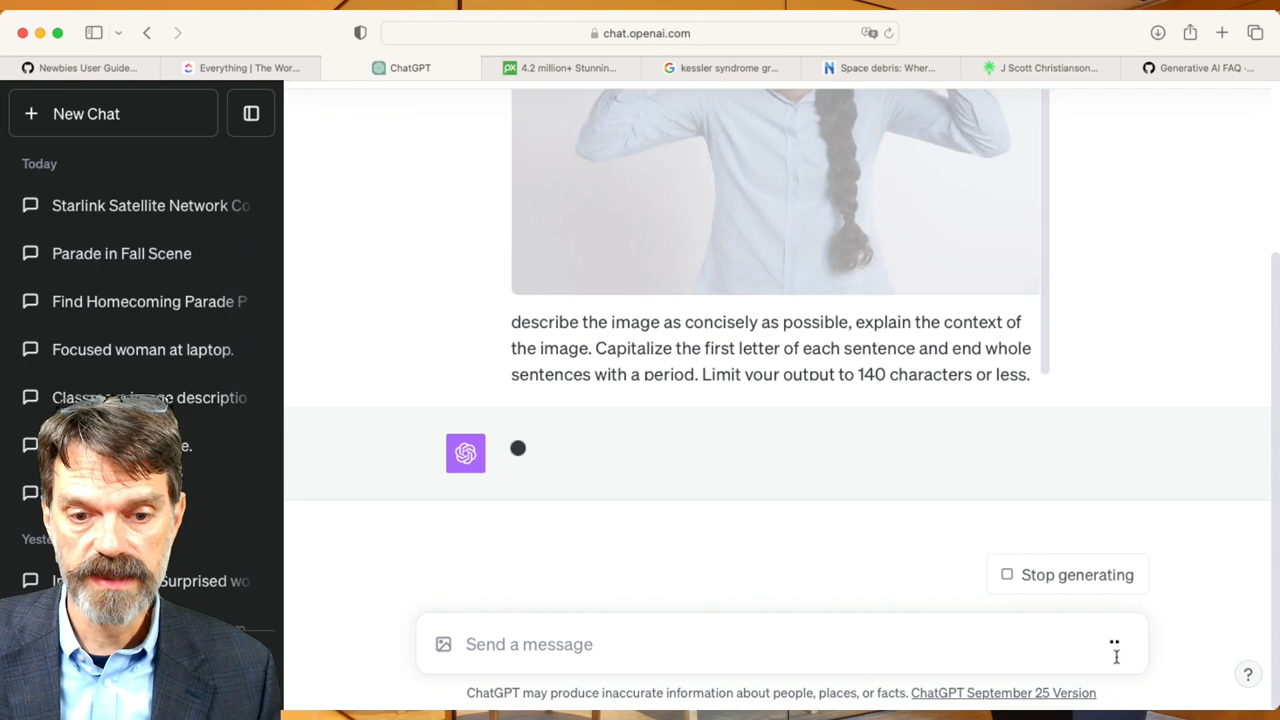 chat.openai.com
Newbies User Guide...
Everything | The Wor...
ChatGPT
4.2 million+ Stunnin...
kessler syndrome gr...
Space debris: Wher...
J Scott Christianson...
Generative AI FAQ ·...
New Chat
Today
Starlink Satellite Network Co
Parade in Fall Scene
Find Homecoming Parade P
Focused woman at laptop.
descriptio
e.
Surprised wo
describe the image as concisely as possible, explain the context of
the image. Capitalize the first letter of each sentence and end whole
sentences with a period. Limit your output to 140 characters or less.
Stop generating
Send a message
ChatGPT may produce inaccurate information about people, places, or facts. ChatGPT September 25 Version
?